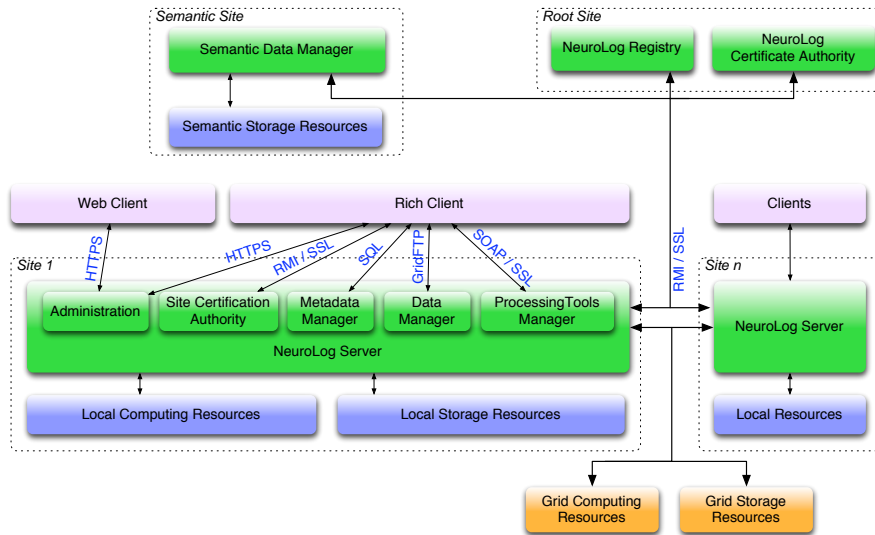 Semantic Site
Root Site
Semantic Data Manager
NeuroLog Registry
NeuroLog
Certificate Authority
Semantic Storage Resources
Web Client
Rich Client
Clients
HTTPS
HTTPS
RMI / SSL
SQL
GridFTP
SOAP / SSL
RMI / SSL
Site 1
Site n
Administration
Site Certification
Authority
Metadata
Manager
Data
Manager
ProcessingTools
Manager
NeuroLog Server
NeuroLog Server
Local Computing Resources
Local Storage Resources
Local Resources
Grid Computing
Resources
Grid Storage
Resources